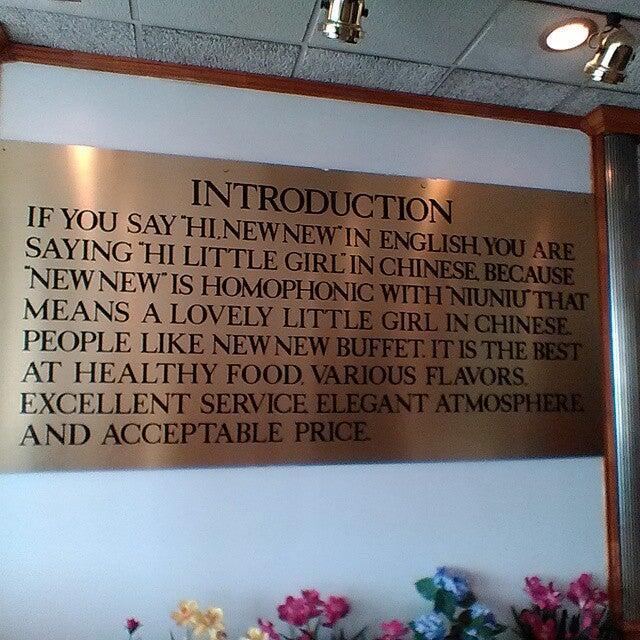 INTRODUCTION
IF YOU SAY "HI.NEWNEW" IN ENGLISH, YOU ARE
SAYING "HI LITTLE GIRL" IN CHINESE. BECAUSE
"NEW NEW" IS HOMOPHONIC WITH "NIUNIU" THAT
MEANS A LOVELY LITTLE GIRL IN CHINESE.
PEOPLE LIKE NEW NEW BUFFET. IT IS THE BEST
AT HEALTHY FOOD, VARIOUS FLAVORS,
EXCELLENT SERVICE, ELEGANT ATMOSPHERE
AND ACCEPTABLE PRICE.